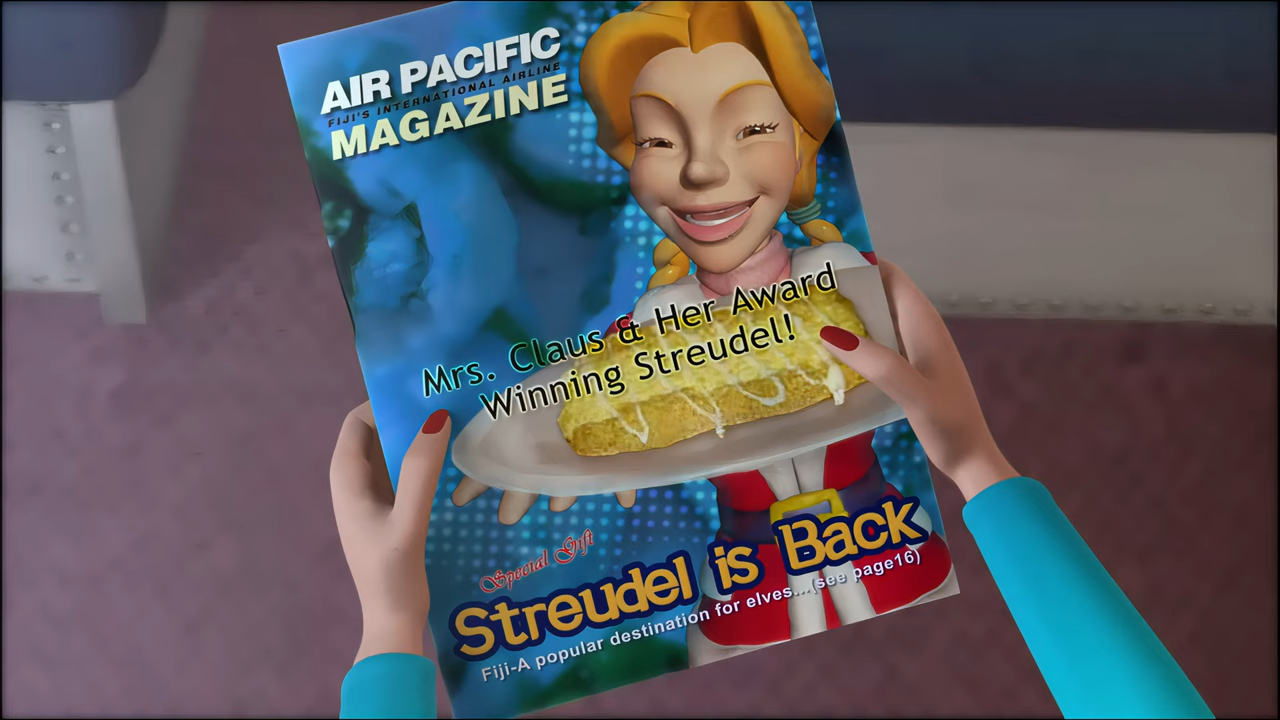 AIR PACIFIC
FIJI'S INTERNATIONAL AIRLINE
MAGAZINE
Mrs. Claus & Her Award
Winning Streudel!
Special Gift
Streudel is Back
Fiji-A popular destination for elves...(see page16)